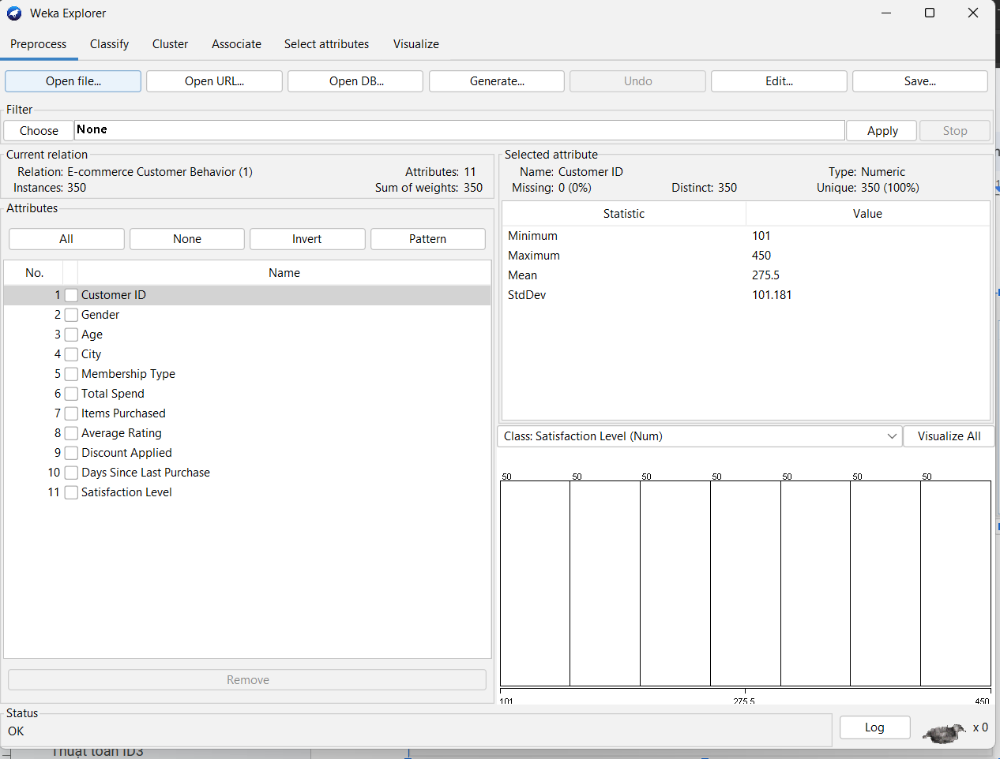 Weka Explorer
Preprocess Classify Cluster Associate Select attributes Visualize
Open file... Open URL... Open DB... Generate... Undo Edit... Save...
Filter
Choose None Apply Stop
Current relation
Relation: E-commerce Customer Behavior (1) Attributes: 11
Instances: 350 Sum of weights: 350
Attributes
All None Invert Pattern
No. Name
1 Customer ID
2 Gender
3 Age
4 City
5 Membership Type
6 Total Spend
7 Items Purchased
8 Average Rating
9 Discount Applied
10 Days Since Last Purchase
11 Satisfaction Level
Remove
Selected attribute
Name: Customer ID Type: Numeric
Missing: 0 (0%) Distinct: 350 Unique: 350 (100%)
Statistic Value
Minimum 101
Maximum 450
Mean 275.5
StdDev 101.181
Class: Satisfaction Level (Num) Visualize All
50 50 50 50 50 50 50
101 275.5 450
Status
OK
Log x 0
Thuật toán ID3